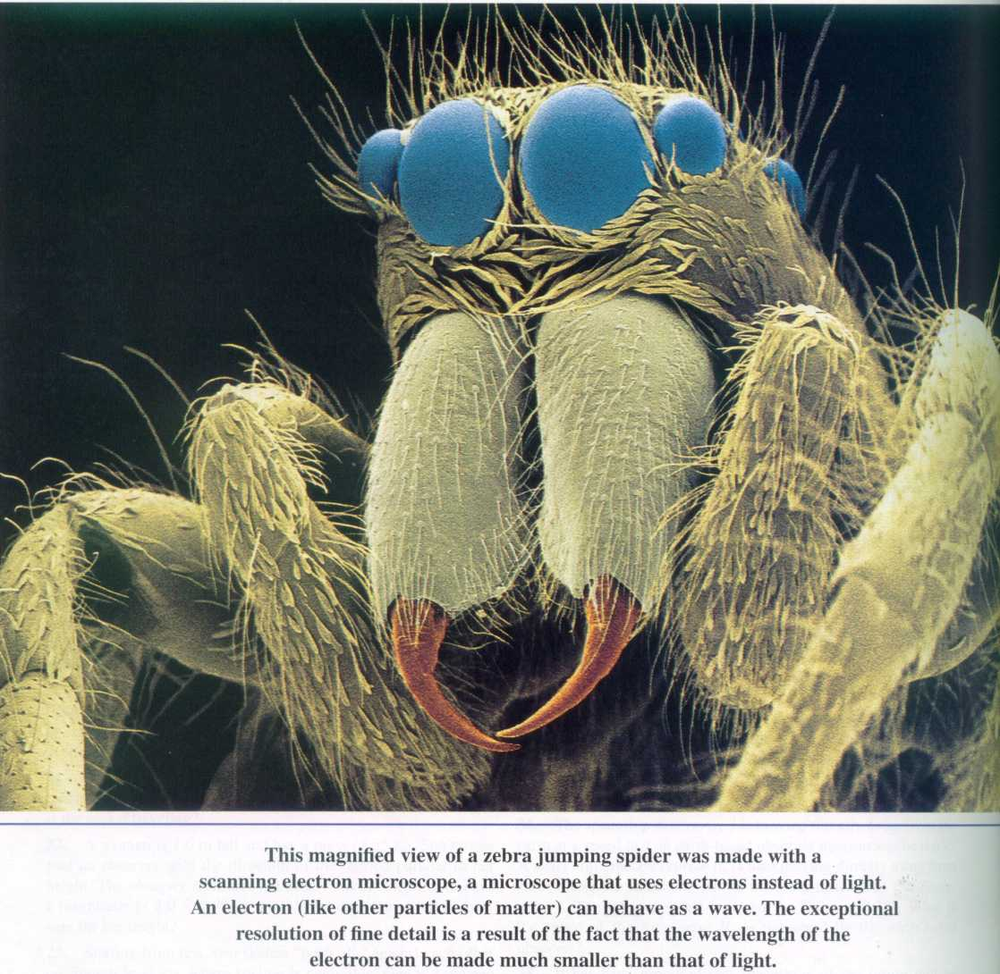 This magnified view of a zebra jumping spider was made with a
scanning electron microscope, a microscope that uses electrons instead of light.
An electron (like other particles of matter) can behave as a wave. The exceptional
resolution of fine detail is a result of the fact that the wavelength of the
electron can be made much smaller than that of light.